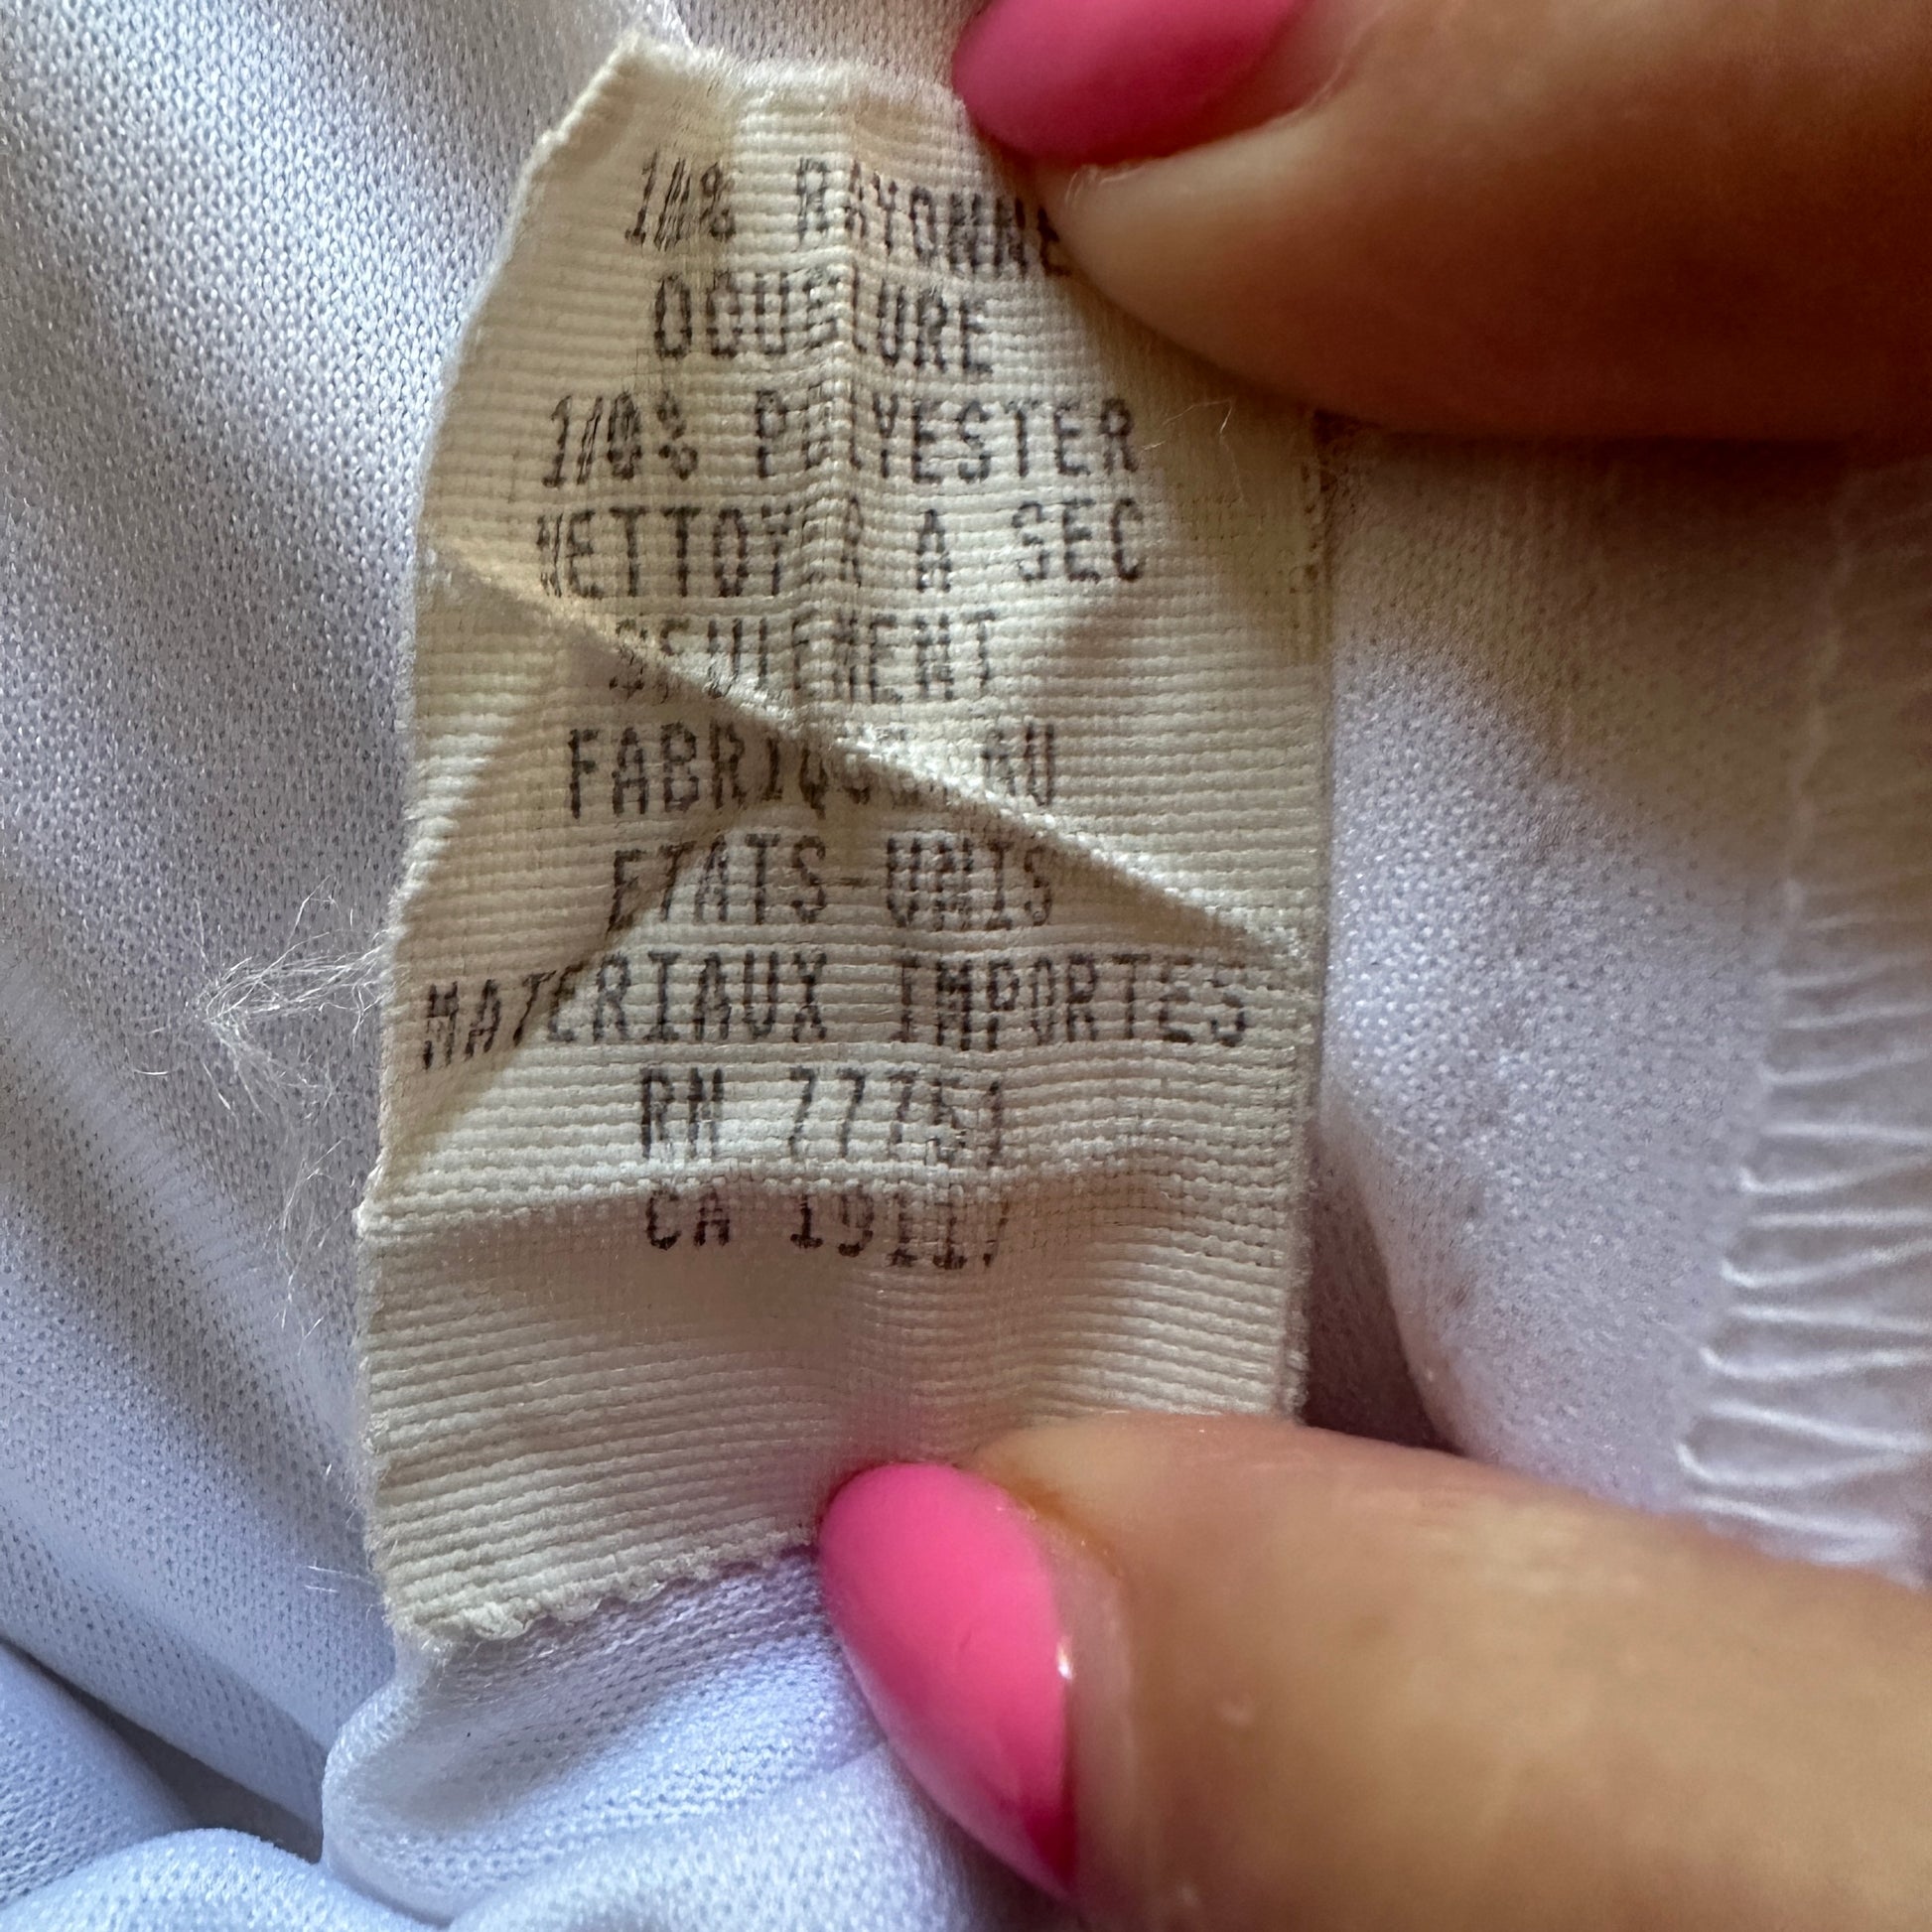 100% RAYONNE
DOUBLURE
100% POLYESTER
NETTOYER A SEC
SEULEMENT
FABRIQUE AU
ETATS-UNIS
MATERIAUX IMPORTES
RN 77751
CA 19117